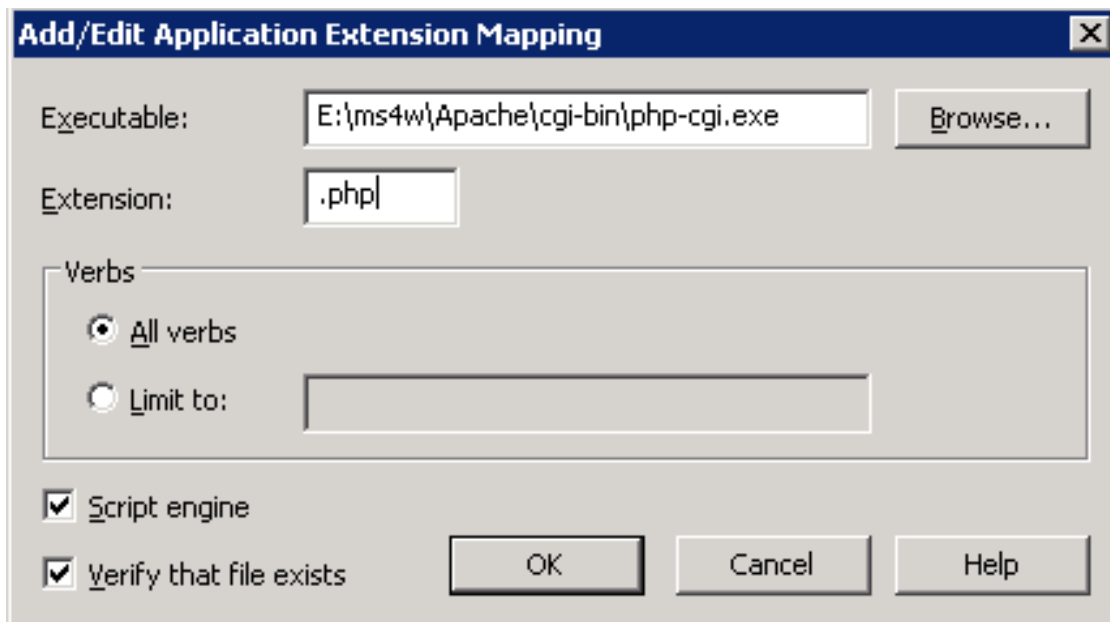 Add/Edit Application Extension Mapping
Executable: E:\ms4w\Apache\cgi-bin\php-cgi.exe Browse...
Extension: .php
Verbs
All verbs
Limit to:
Script engine
Verify that file exists OK Cancel Help